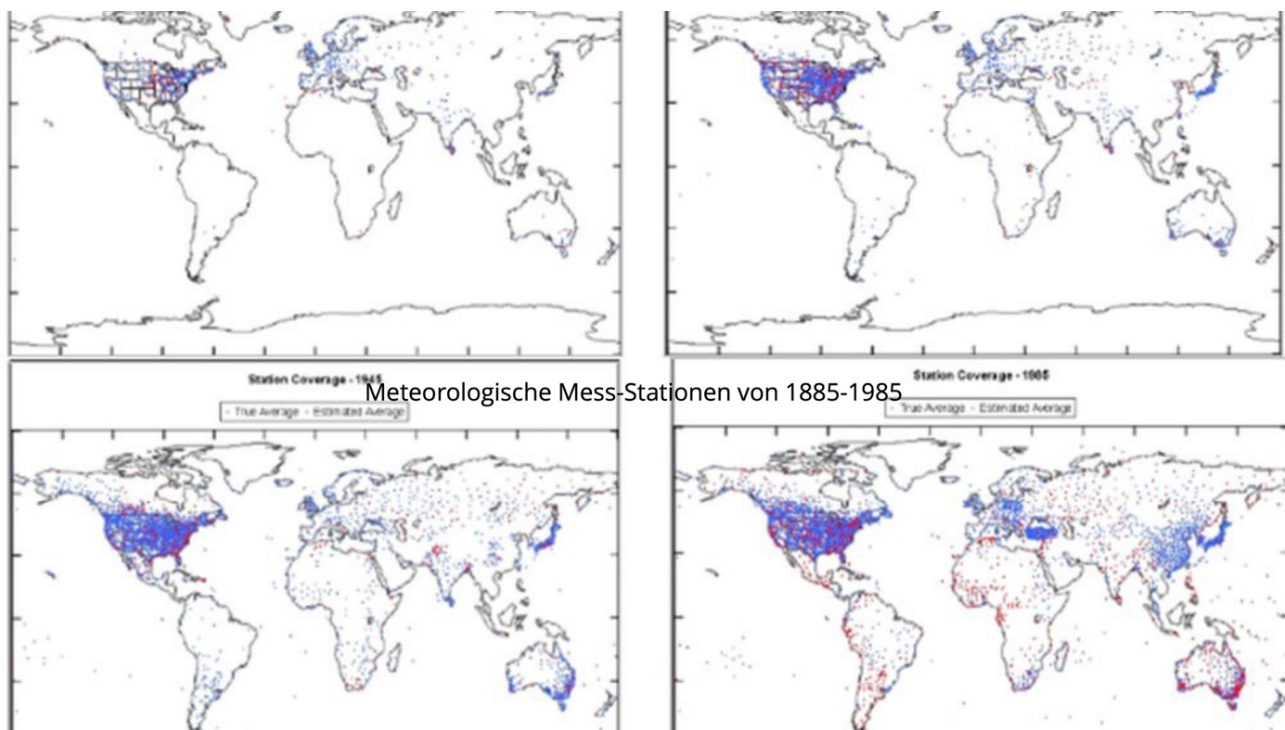 Station Coverage - 1945
Station Coverage - 1985
Meteorologische Mess-Stationen von 1885-1985
True Average - Estimated Average
True Average - Estimated Average